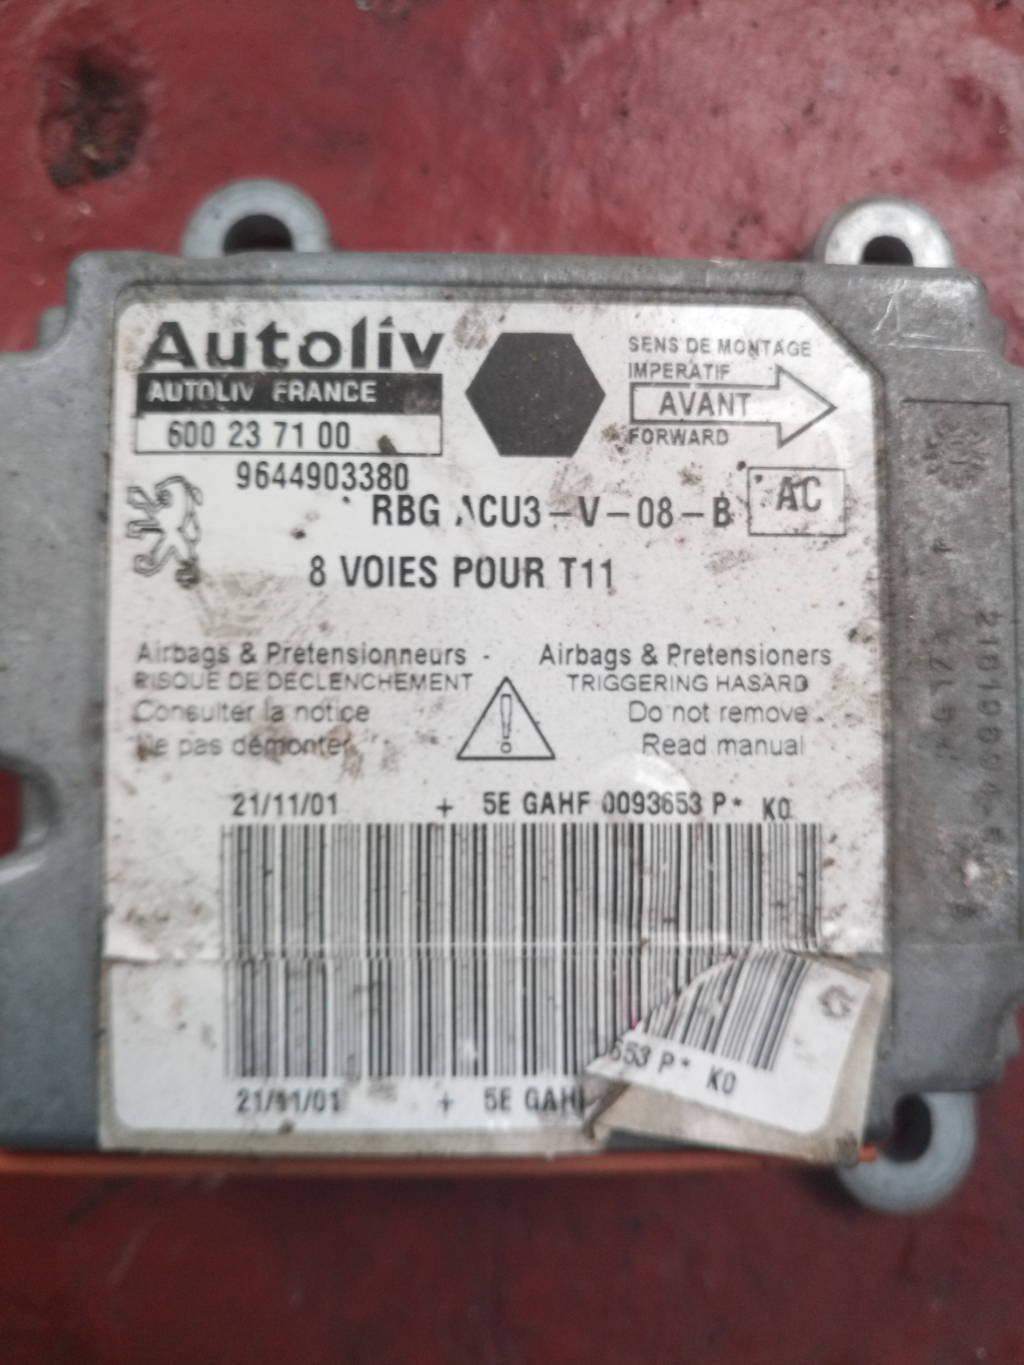 Autoliv
AUTOLIV FRANCE
600 23 71 00
9644903380
SENS DE MONTAGE
IMPERATIF
AVANT
FORWARD
RBG ACU3-V-08-B
AC
8 VOIES POUR T11
Airbags & Pretensionneurs -
RISQUE DE DECLENCHEMENT
Consulter la notice
Ne pas démonter
Airbags & Pretensioners
TRIGGERING HASARD
Do not remove
Read manual
21/11/01 + 5E GAHF 0093653 P* K0
21/11/01 + 5E GAH
653 P* K0